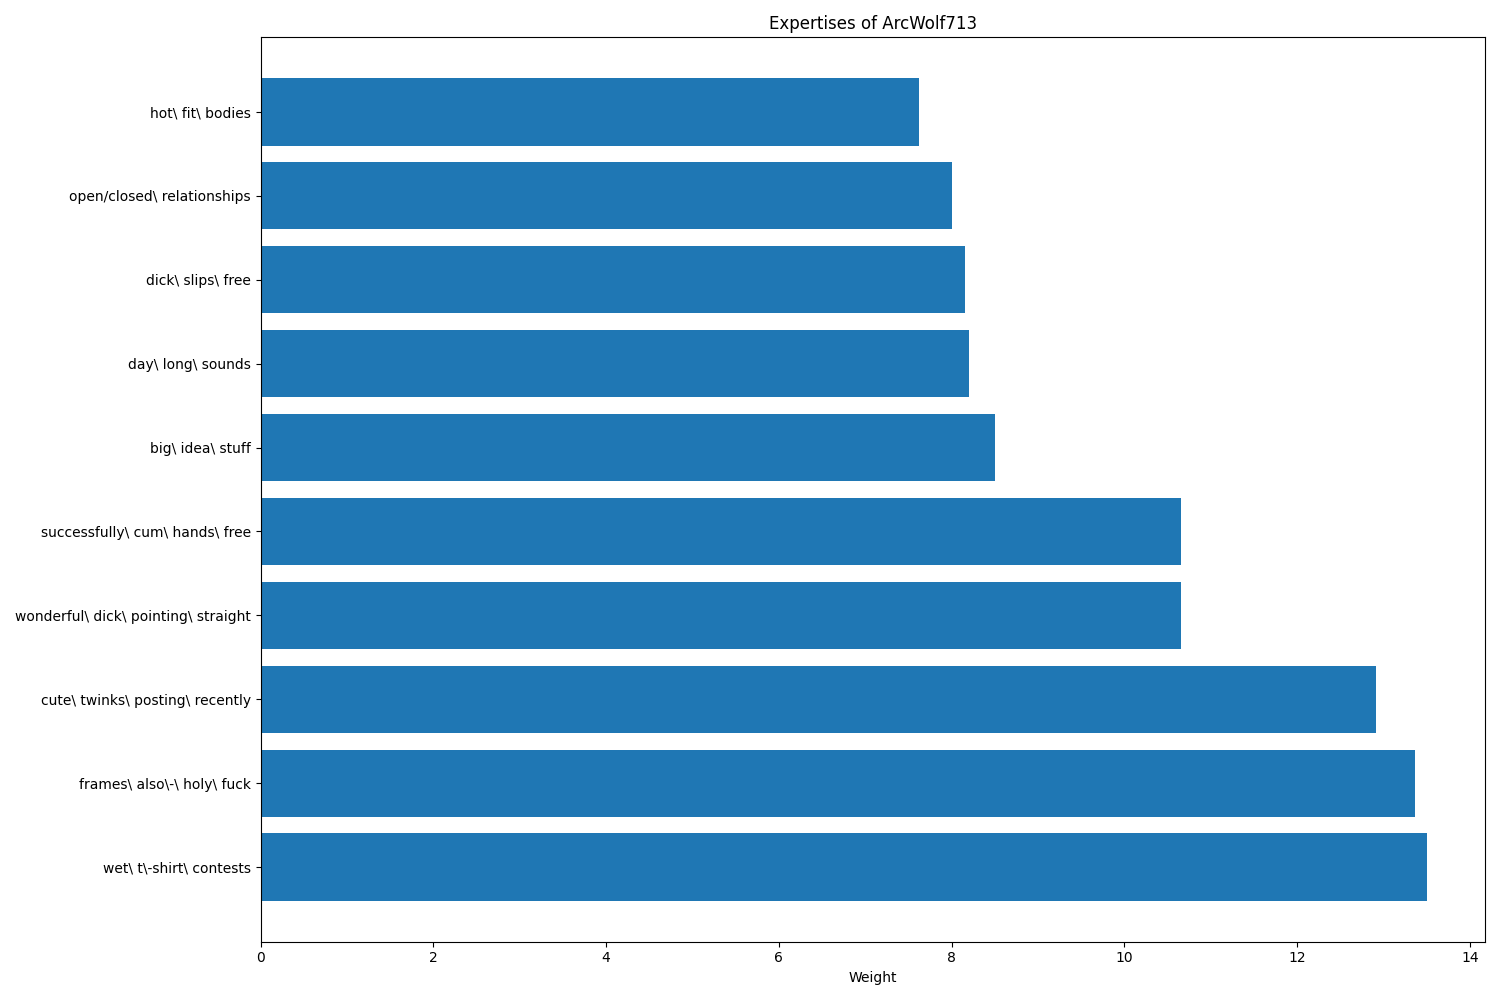 Expertises of ArcWolf713
hot\ fit\ bodies
open/closed\ relationships
dick\ slips\ free
day\ long\ sounds
big\ idea\ stuff
successfully\ cum\ hands\ free
wonderful\ dick\ pointing\ straight
cute\ twinks\ posting\ recently
frames\ also\-\ holy\ fuck
wet\ t\-shirt\ contests
0 2 4 6 8 10 12 14
Weight